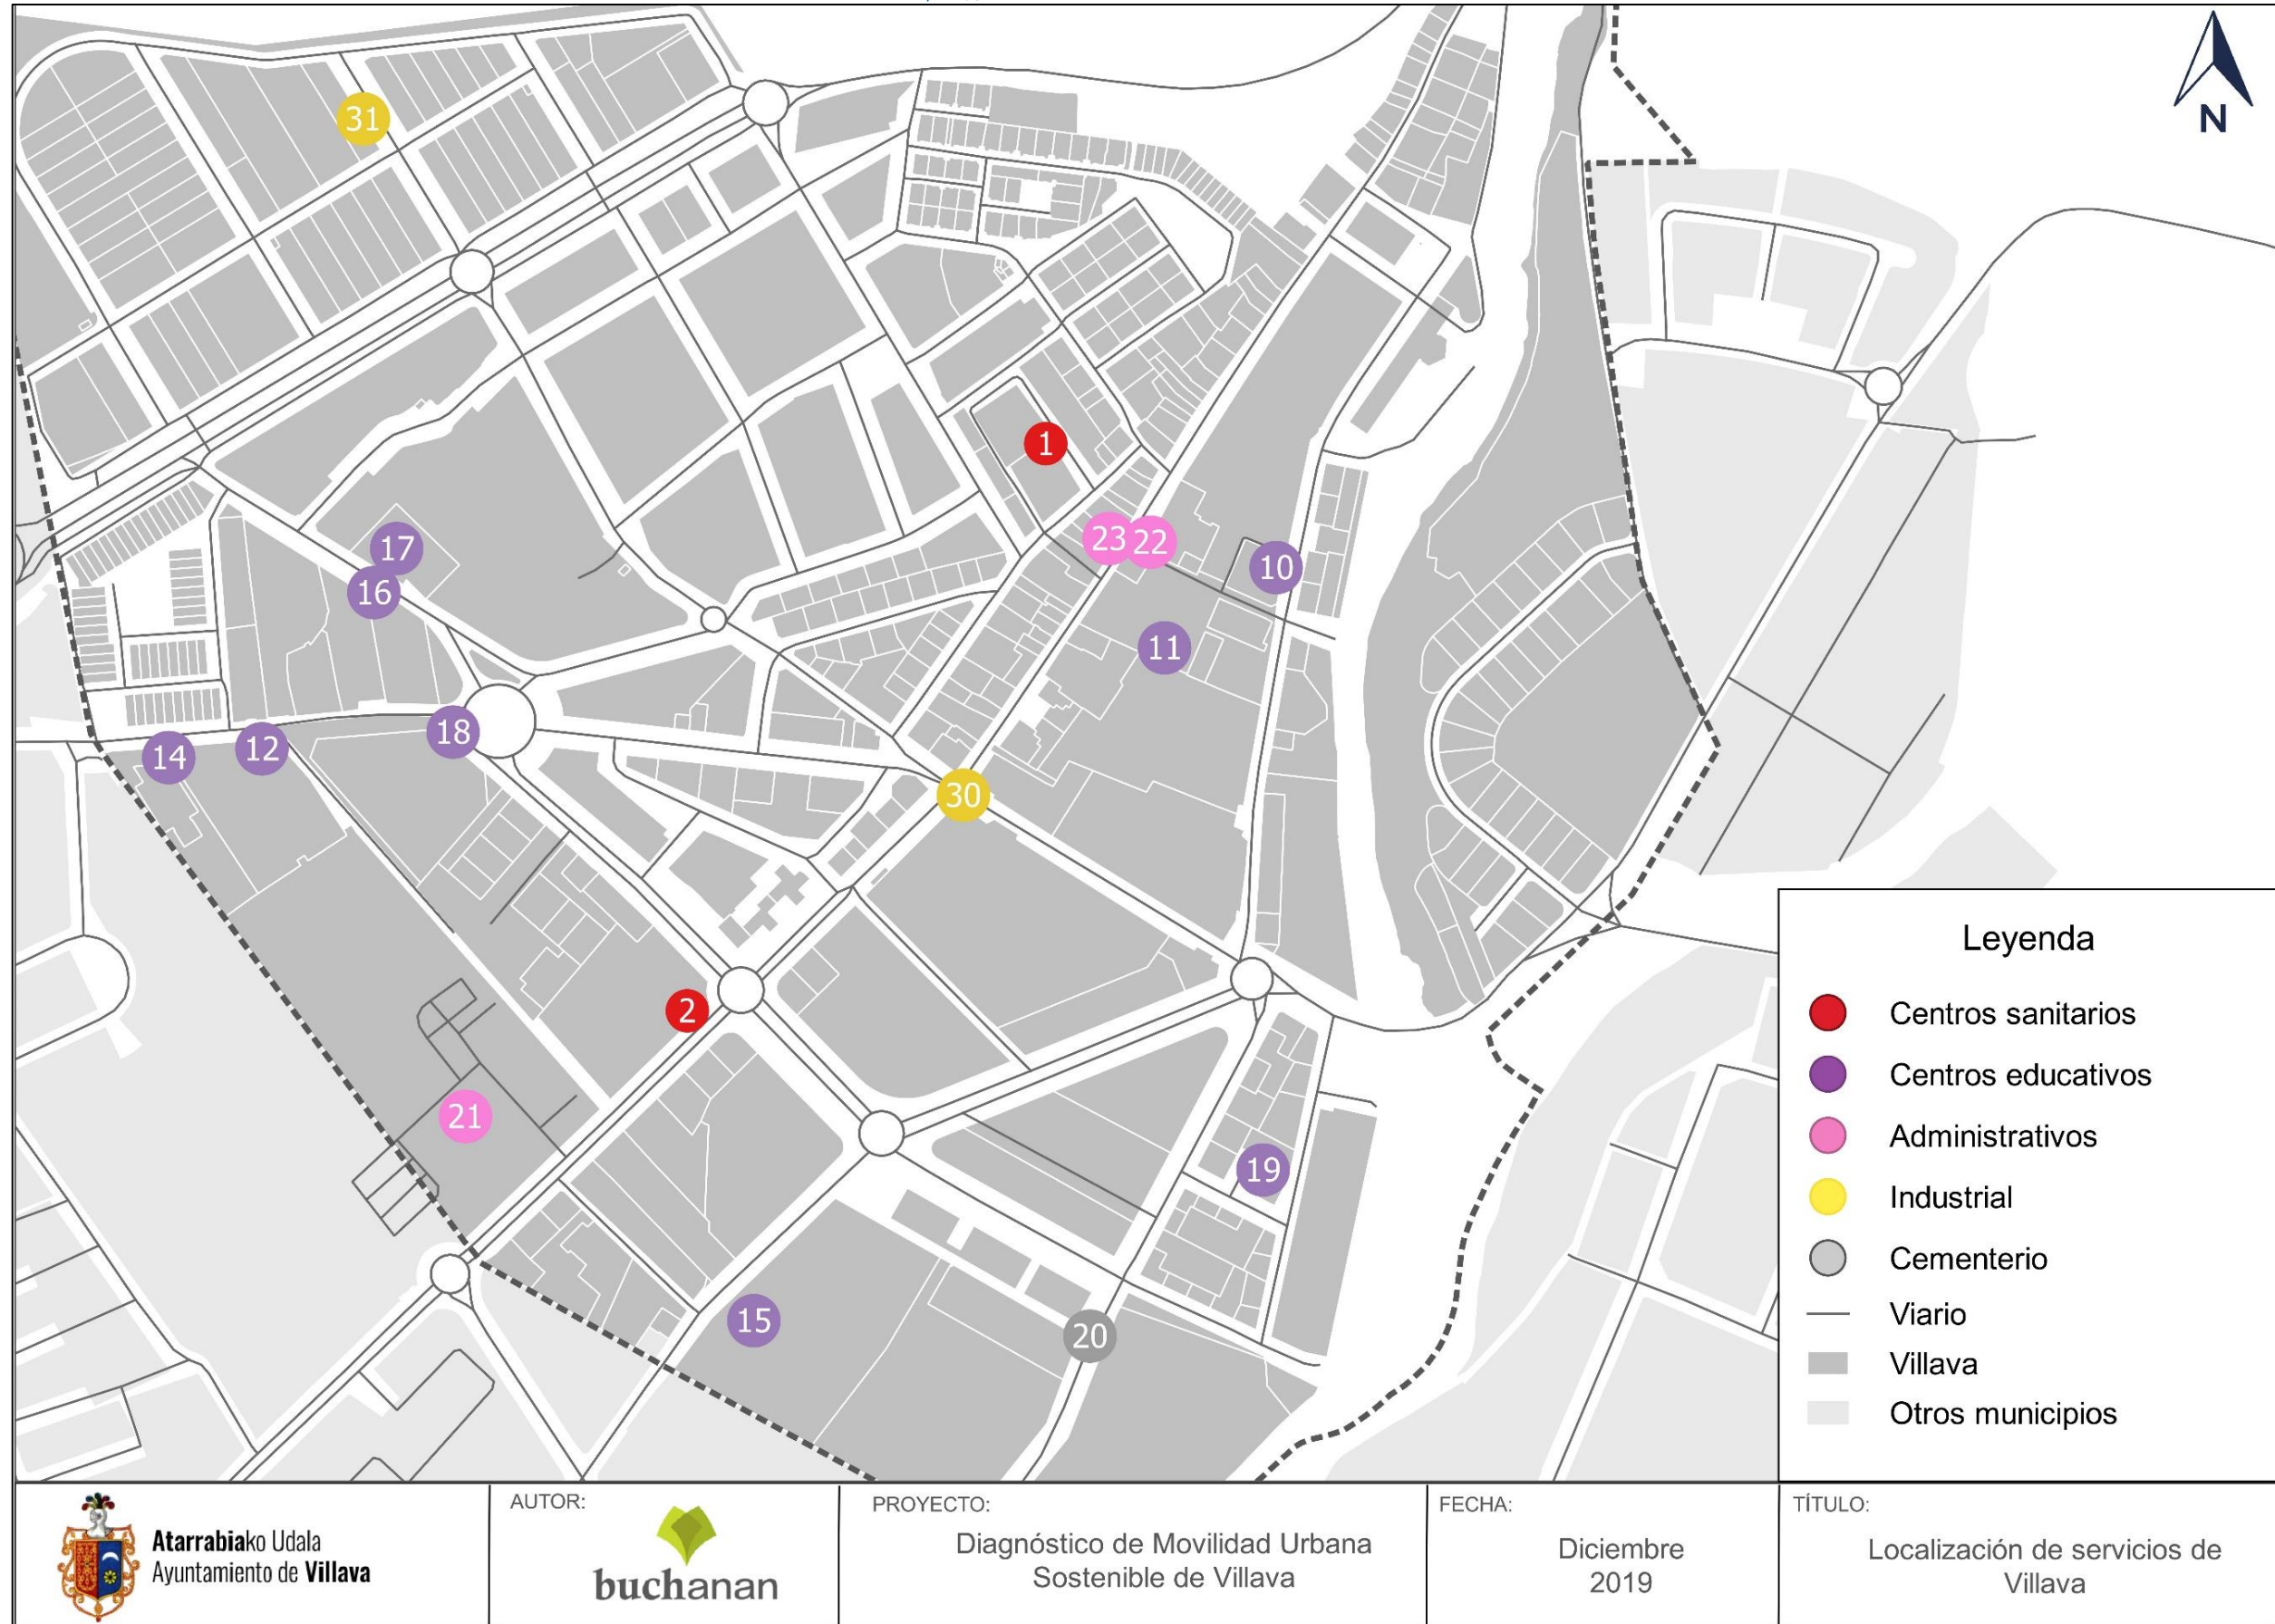 31
N
1
23
22
17
10
16
11
18
12
14
30
2
21
19
15
20
Leyenda
Centros sanitarios
Centros educativos
Administrativos
Industrial
Cementerio
Viario
Villava
Otros municipios
Atarrabiako Udala
Ayuntamiento de Villava
AUTOR:
buchanan
PROYECTO:
Diagnóstico de Movilidad Urbana
Sostenible de Villava
FECHA:
Diciembre
2019
TÍTULO:
Localización de servicios de
Villava